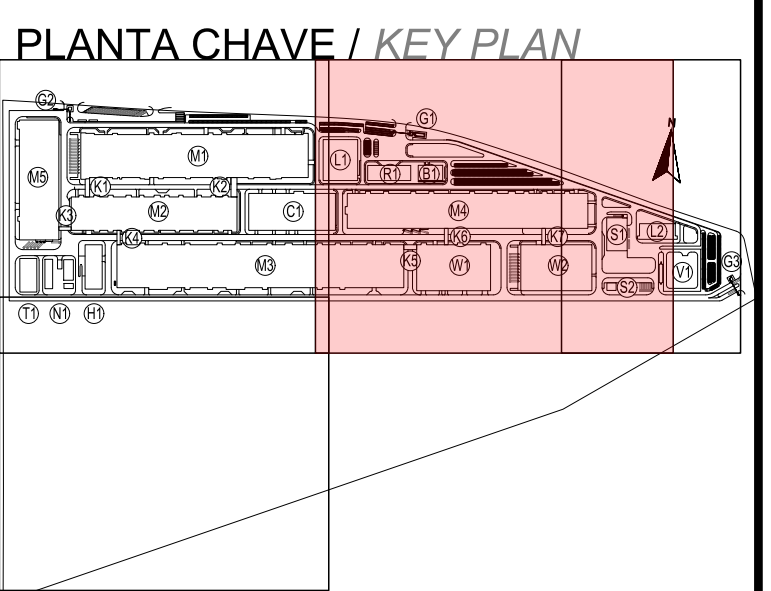 PLANTA CHAVE / KEY PLAN
G2
G1
N
M1
L1
M5
R1
B1
K1
K2
K3
M2
C1
M4
S1
L2
K4
K6
K7
M3
K5
W1
W2
G3
V1
S2
T1
N1
H1